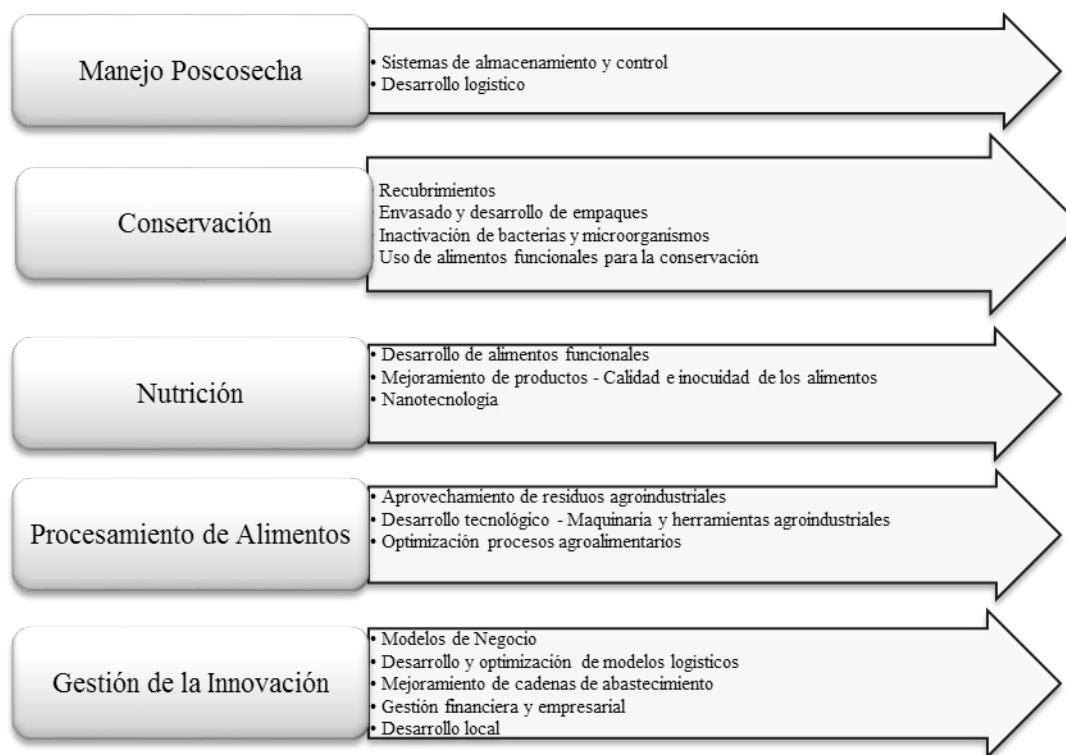 Manejo Poscosecha
• Sistemas de almacenamiento y control
• Desarrollo logístico
Conservación
Recubrimientos
Envasado y desarrollo de empaques
Inactivación de bacterias y microorganismos
Uso de alimentos funcionales para la conservación
Nutrición
• Desarrollo de alimentos funcionales
• Mejoramiento de productos - Calidad e inocuidad de los alimentos
• Nanotecnología
Procesamiento de Alimentos
• Aprovechamiento de residuos agroindustriales
• Desarrollo tecnológico - Maquinaria y herramientas agroindustriales
• Optimización procesos agroalimentarios
Gestión de la Innovación
• Modelos de Negocio
• Desarrollo y optimización de modelos logísticos
• Mejoramiento de cadenas de abastecimiento
• Gestión financiera y empresarial
• Desarrollo local